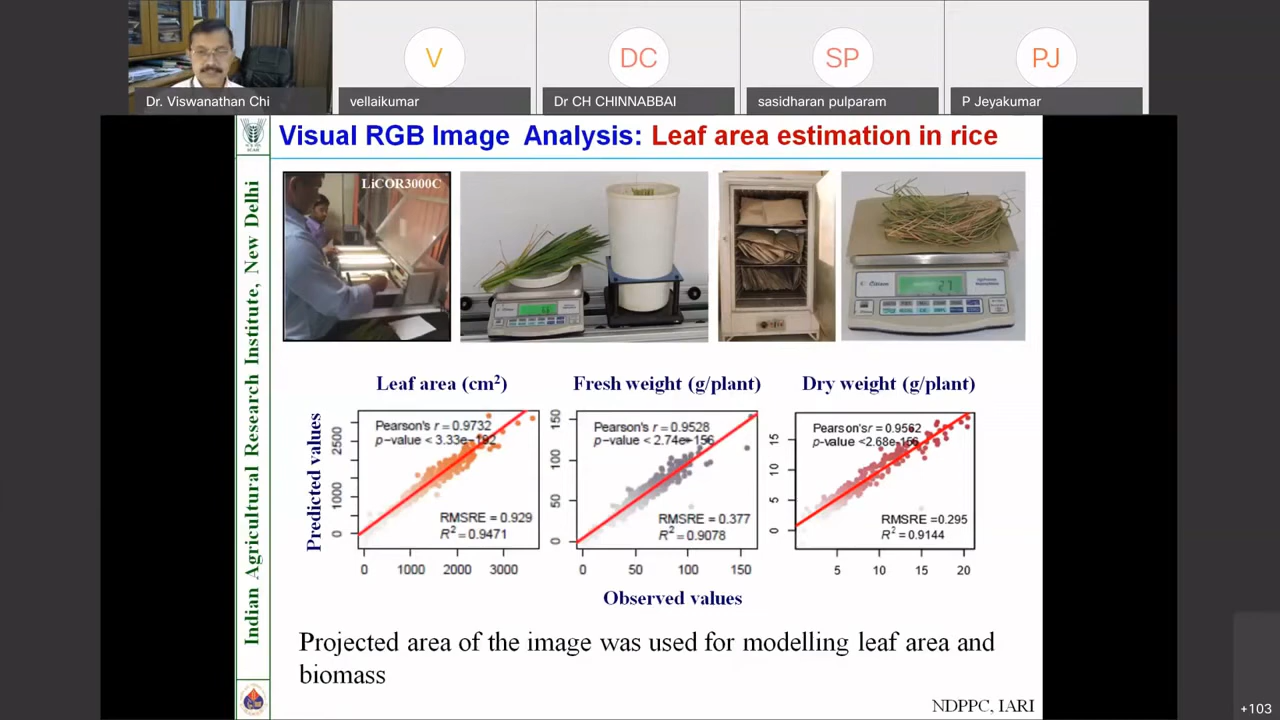 V
DC
SP
PJ
Dr. Viswanathan Chi
vellaikumar
Dr CH CHINNABBAI
sasidharan pulparam
P Jeyakumar
Visual RGB Image Analysis: Leaf area estimation in rice
Indian Agricultural Research Institute, New Delhi
LiCOR3000C
27
Leaf area (cm²)
Fresh weight (g/plant)
Dry weight (g/plant)
Predicted values
2500
1000
0
Pearson's r = 0.9732
p-value < 3.33e-192
RMSRE = 0.929
R² = 0.9471
0 1000 2000 3000
150
100
50
0
Pearson's r = 0.9528
p-value < 2.74e-156
RMSRE = 0.377
R² = 0.9078
0 50 100 150
15
10
5
0
Pearson's r = 0.9562
p-value <2.68e-156
RMSRE =0.295
R² = 0.9144
5 10 15 20
Observed values
Projected area of the image was used for modelling leaf area and
biomass
NDPPC, IARI
+103